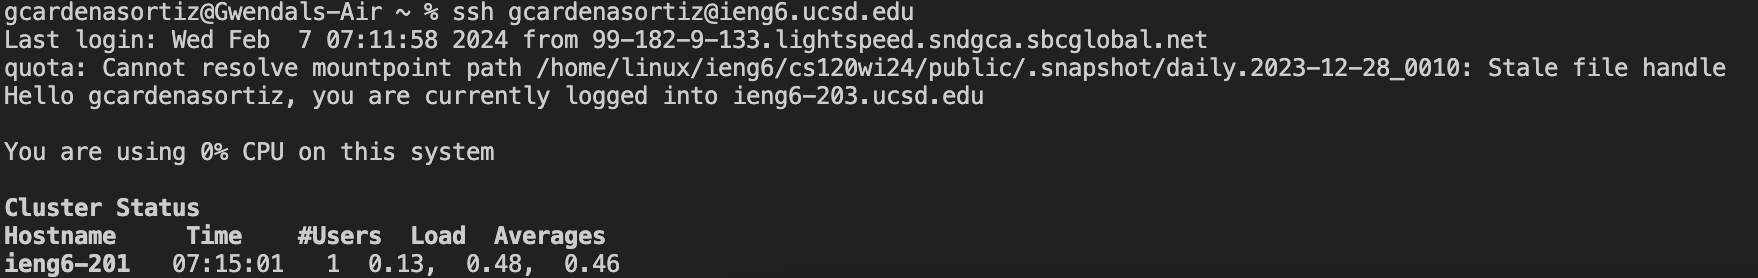 gcardenasortiz@Gwendals-Air ~ % ssh gcardenasortiz@ieng6.ucsd.edu
Last login: Wed Feb  7 07:11:58 2024 from 99-182-9-133.lightspeed.sndgca.sbcglobal.net
quota: Cannot resolve mountpoint path /home/linux/ieng6/cs120wi24/public/.snapshot/daily.2023-12-28_0010: Stale file handle
Hello gcardenasortiz, you are currently logged into ieng6-203.ucsd.edu
You are using 0% CPU on this system
Cluster Status
Hostname     Time    #Users  Load  Averages
ieng6-201   07:15:01   1  0.13,  0.48,  0.46